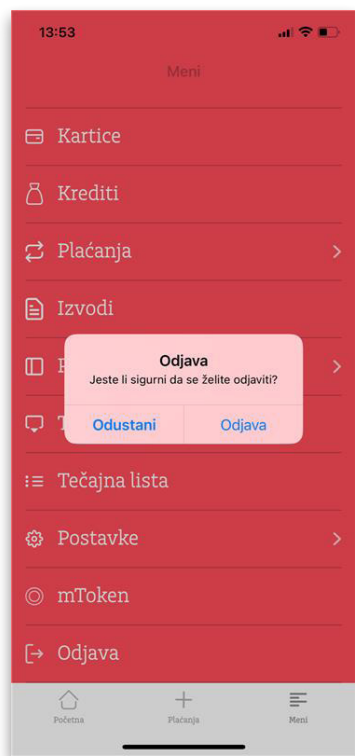 13:53
Meni
Kartice
Krediti
Plaćanja
Izvodi
Odjava
Jeste li sigurni da se želite odjaviti?
Odustani
Odjava
Tečajna lista
Postavke
mToken
Odjava
Početna
Plaćanja
Meni